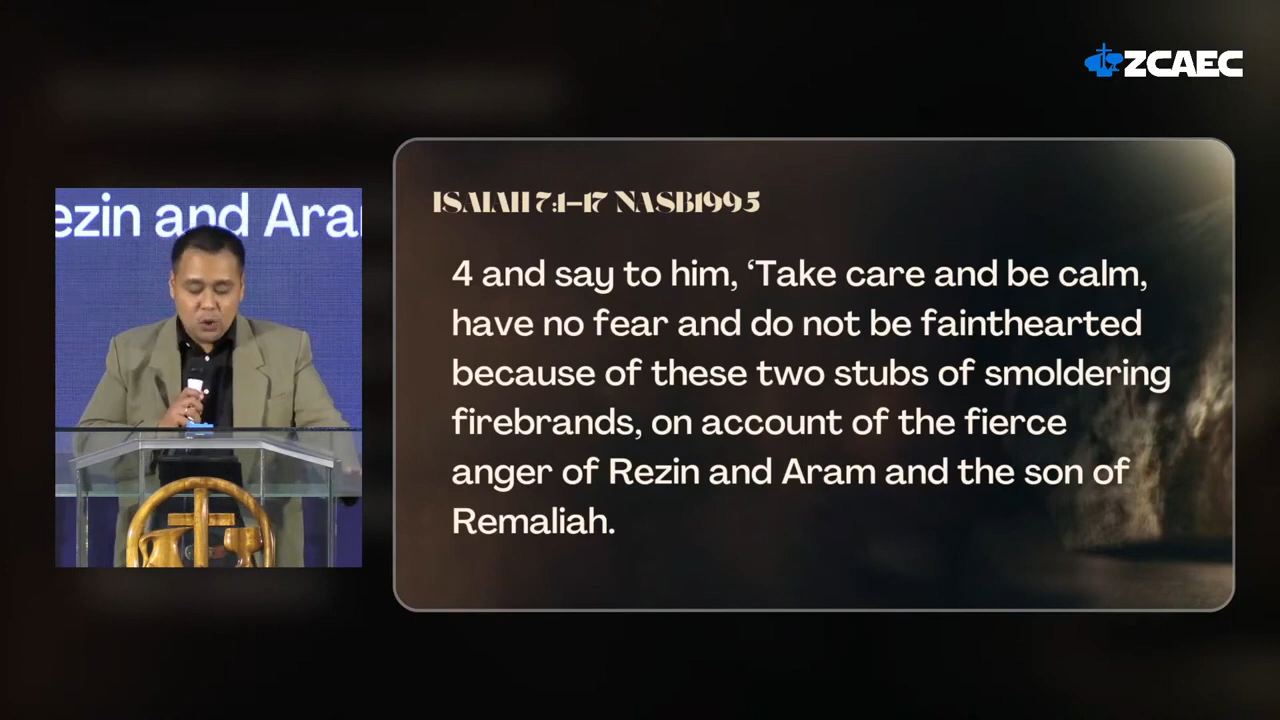 ZCAEC
ezin and Ara
ISAIAH 7:1–17 NASB1995
4 and say to him, ‘Take care and be calm,
have no fear and do not be fainthearted
because of these two stubs of smoldering
firebrands, on account of the fierce
anger of Rezin and Aram and the son of
Remaliah.